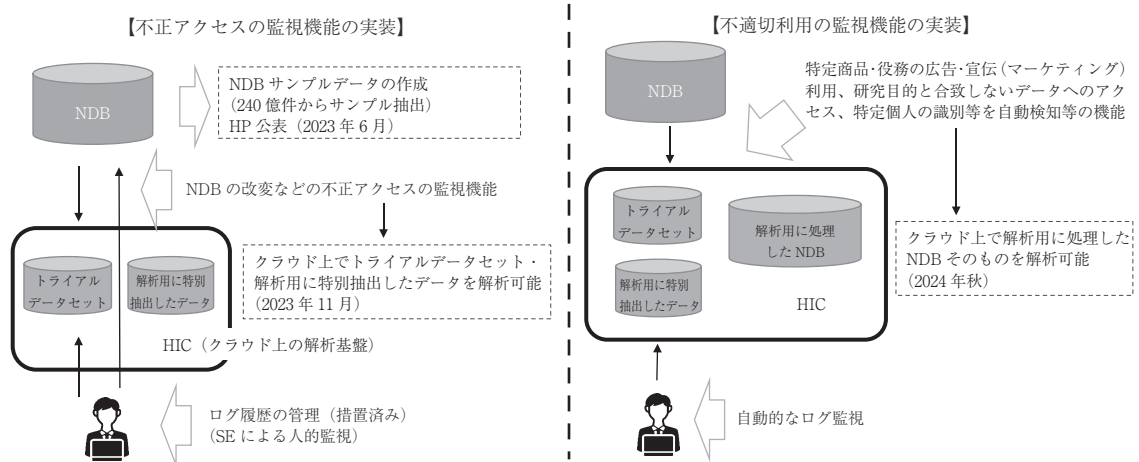 【不正アクセスの監視機能の実装】
NDB
NDB サンプルデータの作成
(240 億件からサンプル抽出)
HP 公表（2023 年 6 月）
NDB の改変などの不正アクセスの監視機能
トライアル
データセット
解析用に特別
抽出したデータ
クラウド上でトライアルデータセット・
解析用に特別抽出したデータを解析可能
(2023 年 11 月)
HIC（クラウド上の解析基盤）
ログ履歴の管理（措置済み）
(SE による人的監視)
【不適切利用の監視機能の実装】
NDB
特定商品・役務の広告・宣伝（マーケティング）
利用、研究目的と合致しないデータへのアク
セス、特定個人の識別等を自動検知等の機能
トライアル
データセット
解析用に特別
抽出したデータ
解析用に処理
した NDB
HIC
クラウド上で解析用に処理した
NDB そのものを解析可能
(2024 年秋)
自動的なログ監視